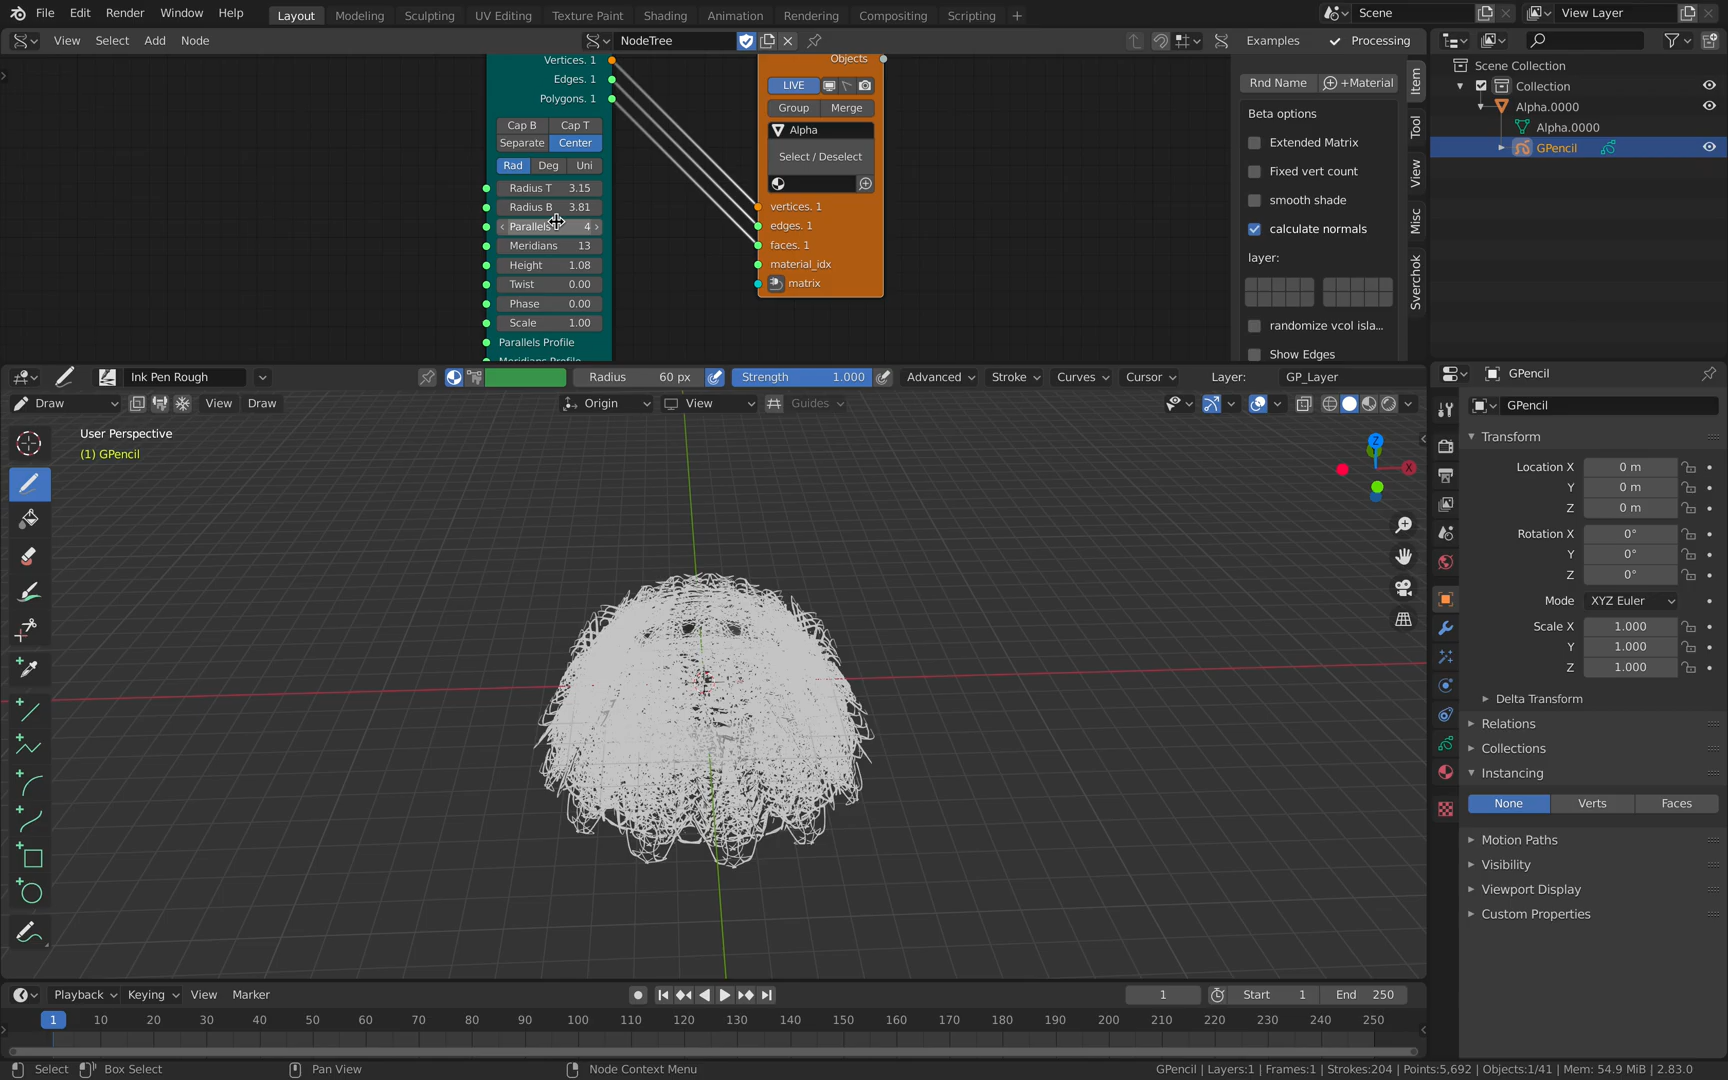 File Edit Render Window Help Layout Modeling Sculpting UV Editing Texture Paint Shading Animation Rendering Compositing Scripting + Scene View Layer
View Select Add Node NodeTree Examples Processing
Vertices. 1
Edges. 1
Polygons. 1
Cap B Cap T
Separate Center
Rad Deg Uni
Radius T 3.15
Radius B 3.81
Parallels 4
Meridians 13
Height 1.08
Twist 0.00
Phase 0.00
Scale 1.00
Parallels Profile
Meridians Profile
Objects
LIVE
Group Merge
Alpha
Select / Deselect
vertices. 1
edges. 1
faces. 1
material_idx
matrix
Rnd Name +Material
Beta options
Extended Matrix
Fixed vert count
smooth shade
calculate normals
layer:
randomize vcol isla...
Show Edges
Item
Tool
View
Misc
Sverchok
Scene Collection
Collection
Alpha.0000
Alpha.0000
GPencil
Ink Pen Rough Radius 60 px Strength 1.000 Advanced Stroke Curves Cursor Layer: GP_Layer
Draw View Draw Origin View Guides
User Perspective
(1) GPencil
Z
X
GPencil
GPencil
Transform
Location X 0 m
Y 0 m
Z 0 m
Rotation X 0°
Y 0°
Z 0°
Mode XYZ Euler
Scale X 1.000
Y 1.000
Z 1.000
Delta Transform
Relations
Collections
Instancing
None Verts Faces
Motion Paths
Visibility
Viewport Display
Custom Properties
Playback Keying View Marker 1 Start 1 End 250
1 10 20 30 40 50 60 70 80 90 100 110 120 130 140 150 160 170 180 190 200 210 220 230 240 250
Select Box Select Pan View Node Context Menu GPencil | Layers:1 | Frames:1 | Strokes:204 | Points:5,692 | Objects:1/41 | Mem: 54.9 MiB | 2.83.0